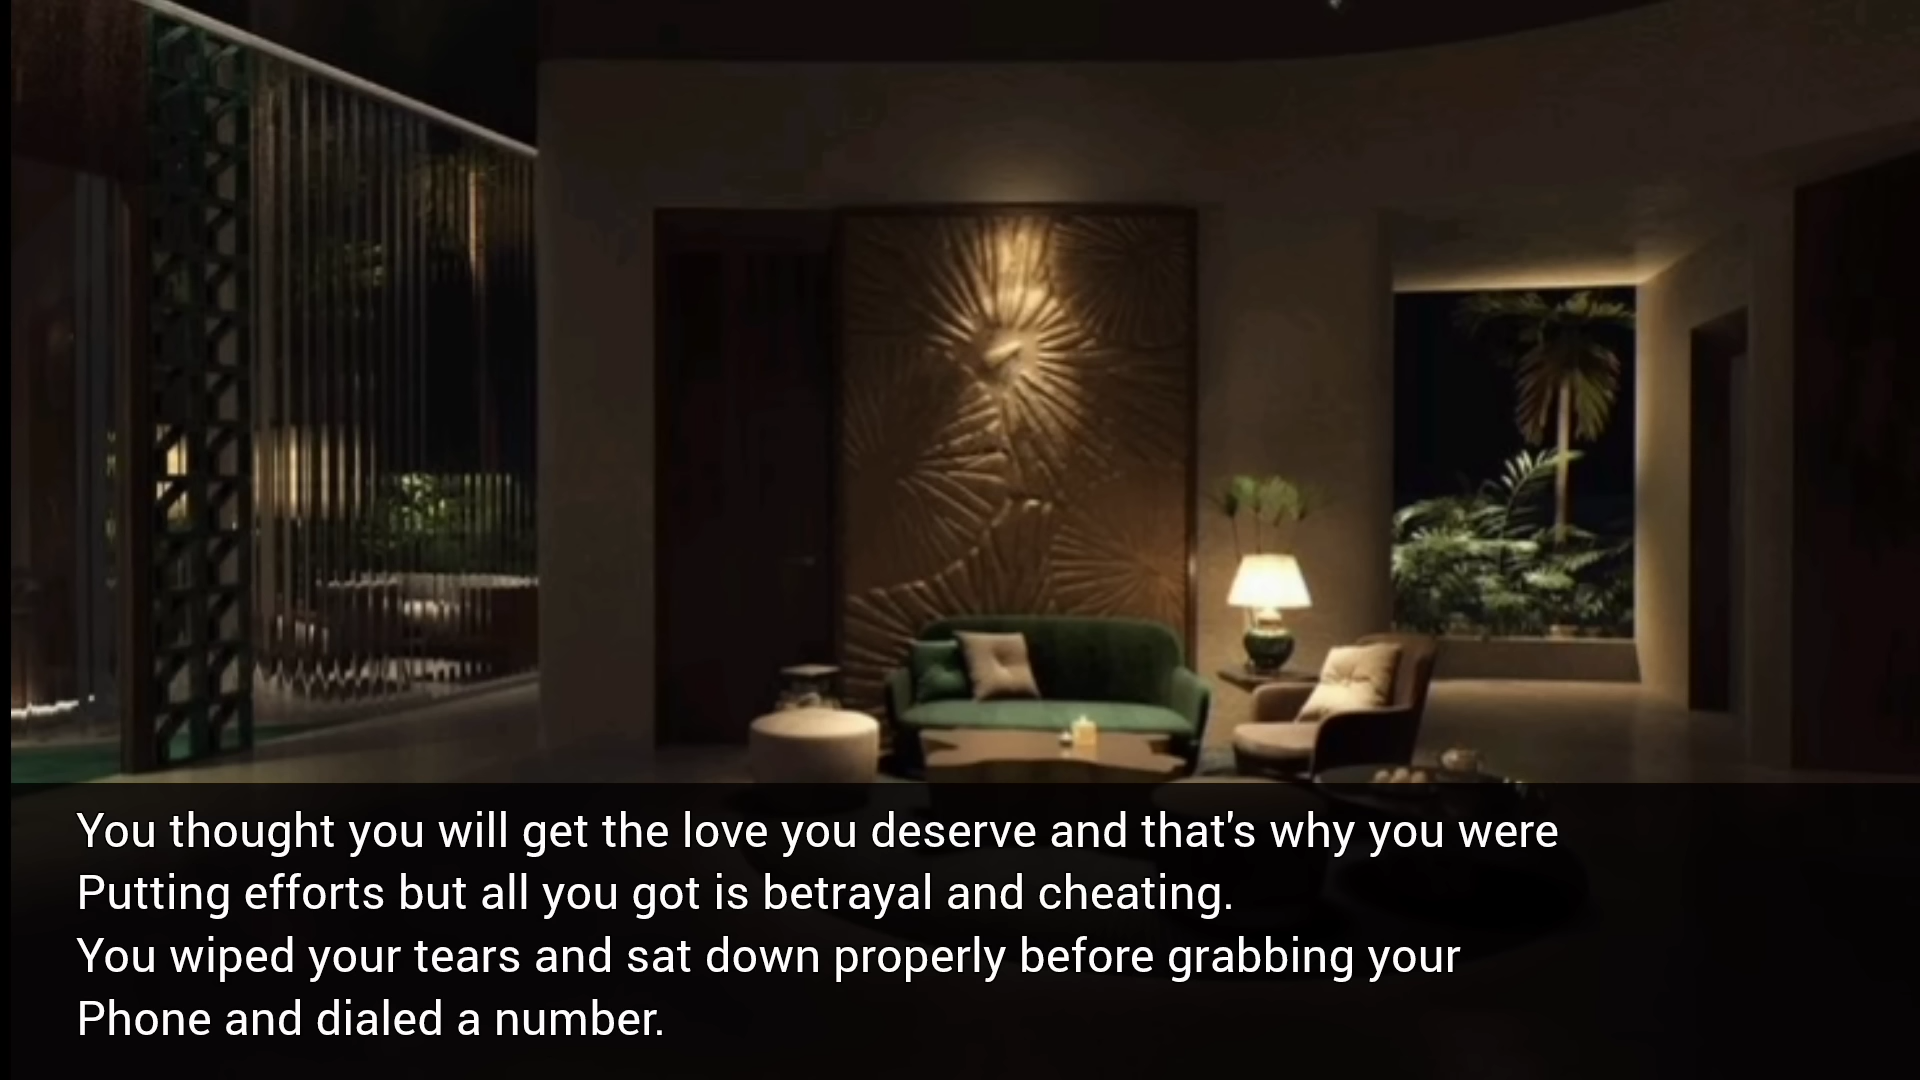 You thought you will get the love you deserve and that's why you were
Putting efforts but all you got is betrayal and cheating.
You wiped your tears and sat down properly before grabbing your
Phone and dialed a number.